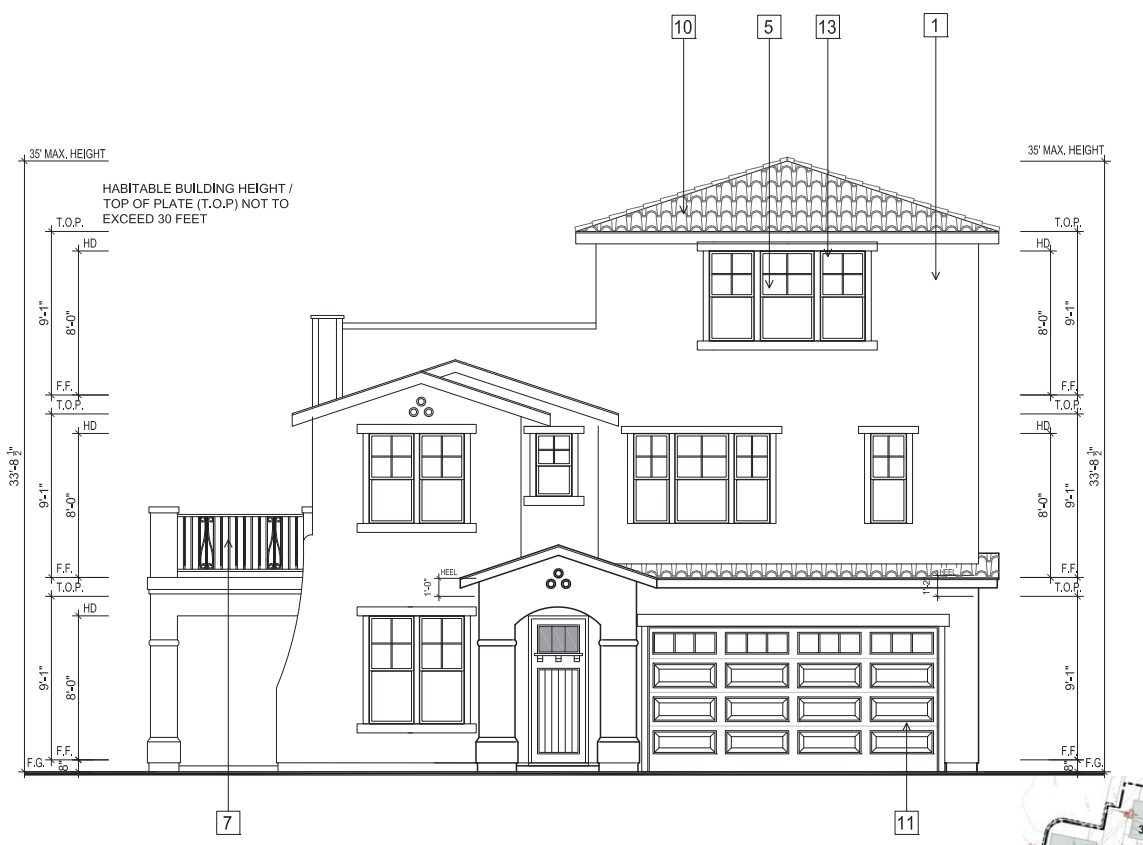 10 5 13 1
35' MAX. HEIGHT
35' MAX. HEIGHT
HABITABLE BUILDING HEIGHT /
TOP OF PLATE (T.O.P) NOT TO
EXCEED 30 FEET
T.O.P.
T.O.P.
HD
HD
9'-1"
8'-0"
8'-0"
9'-1"
F.F.
F.F.
T.O.P.
T.O.P.
HD
HD
33'-8 1/2"
9'-1"
8'-0"
8'-0"
9'-1"
33'-8 1/2"
F.F.
HEEL
HEEL
F.F.
T.O.P.
1'-0"
T.O.P.
HD
9'-1"
8'-0"
9'-1"
F.F.
F.F.
F.G.
8"
8"
F.G.
7
11
3